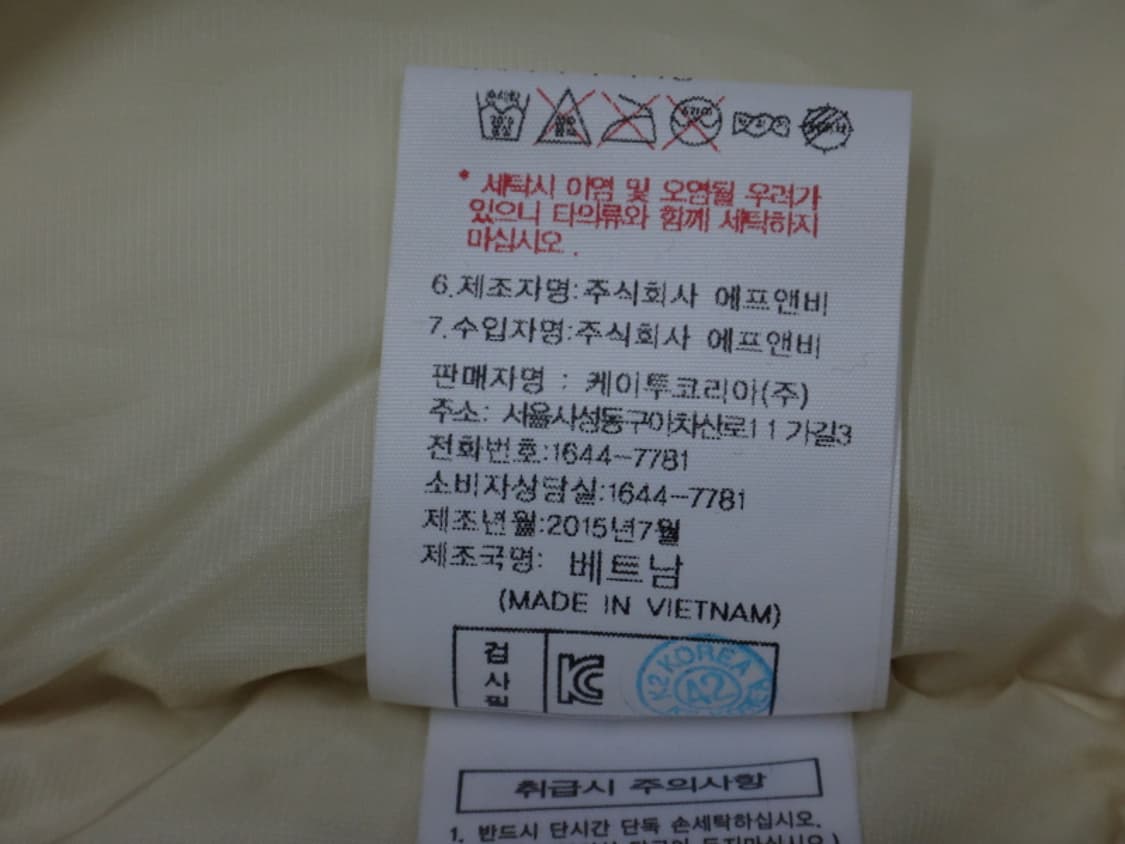 * 세탁시 이염 및 오염될 우려가
있으니 타의류와 함께 세탁하지
마십시오 .
6.제조자명:주식회사 에프앤비
7.수입자명:주식회사 에프앤비
판매자명 : 케이투코리아(주)
주소: 서울시성동구아차산로11가길3
전화번호:1644-7781
소비자상담실:1644-7781
제조년월:2015년7월
제조국명: 베트남
(MADE IN VIETNAM)
검
사
필
KC
K2 KOREA
취급시 주의사항
1. 반드시 단시간 단독 손세탁하십시오.